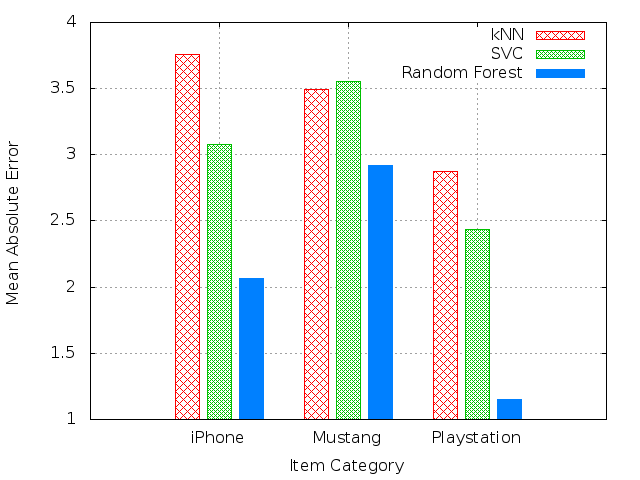 4
3.5
3
2.5
2
1.5
1
Mean Absolute Error
kNN
SVC
Random Forest
iPhone Mustang Playstation
Item Category